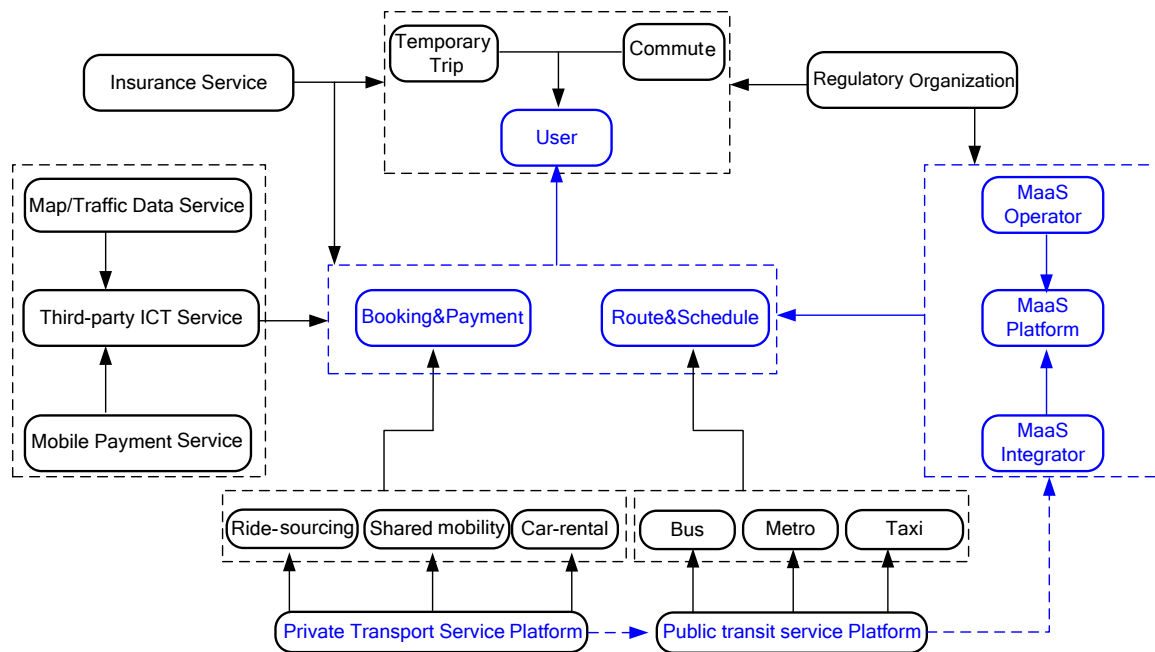 Temporary
Trip
Commute
Insurance Service
Regulatory Organization
User
Map/Traffic Data Service
MaaS
Operator
Third-party ICT Service
Booking&Payment
Route&Schedule
MaaS
Platform
Mobile Payment Service
MaaS
Integrator
Ride-sourcing
Shared mobility
Car-rental
Bus
Metro
Taxi
Private Transport Service Platform
Public transit service Platform